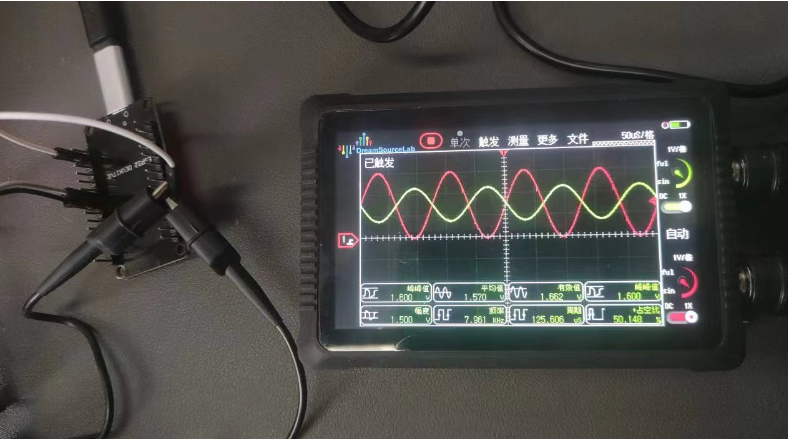 单次 触发 测量 更多 文件 50uS/格
DreamSourceLab
已触发
1V/格
ful
sin
DC 1X
自动
1V/格
ful
sin
DC 1X
峰峰值 平均值 有效值 峰峰值
1.600 V 1.570 V 1.662 V 1.600 V
幅度 频率 周期 +占空比
1.500 V 7.961 KHz 125.606 uS 50.148 %